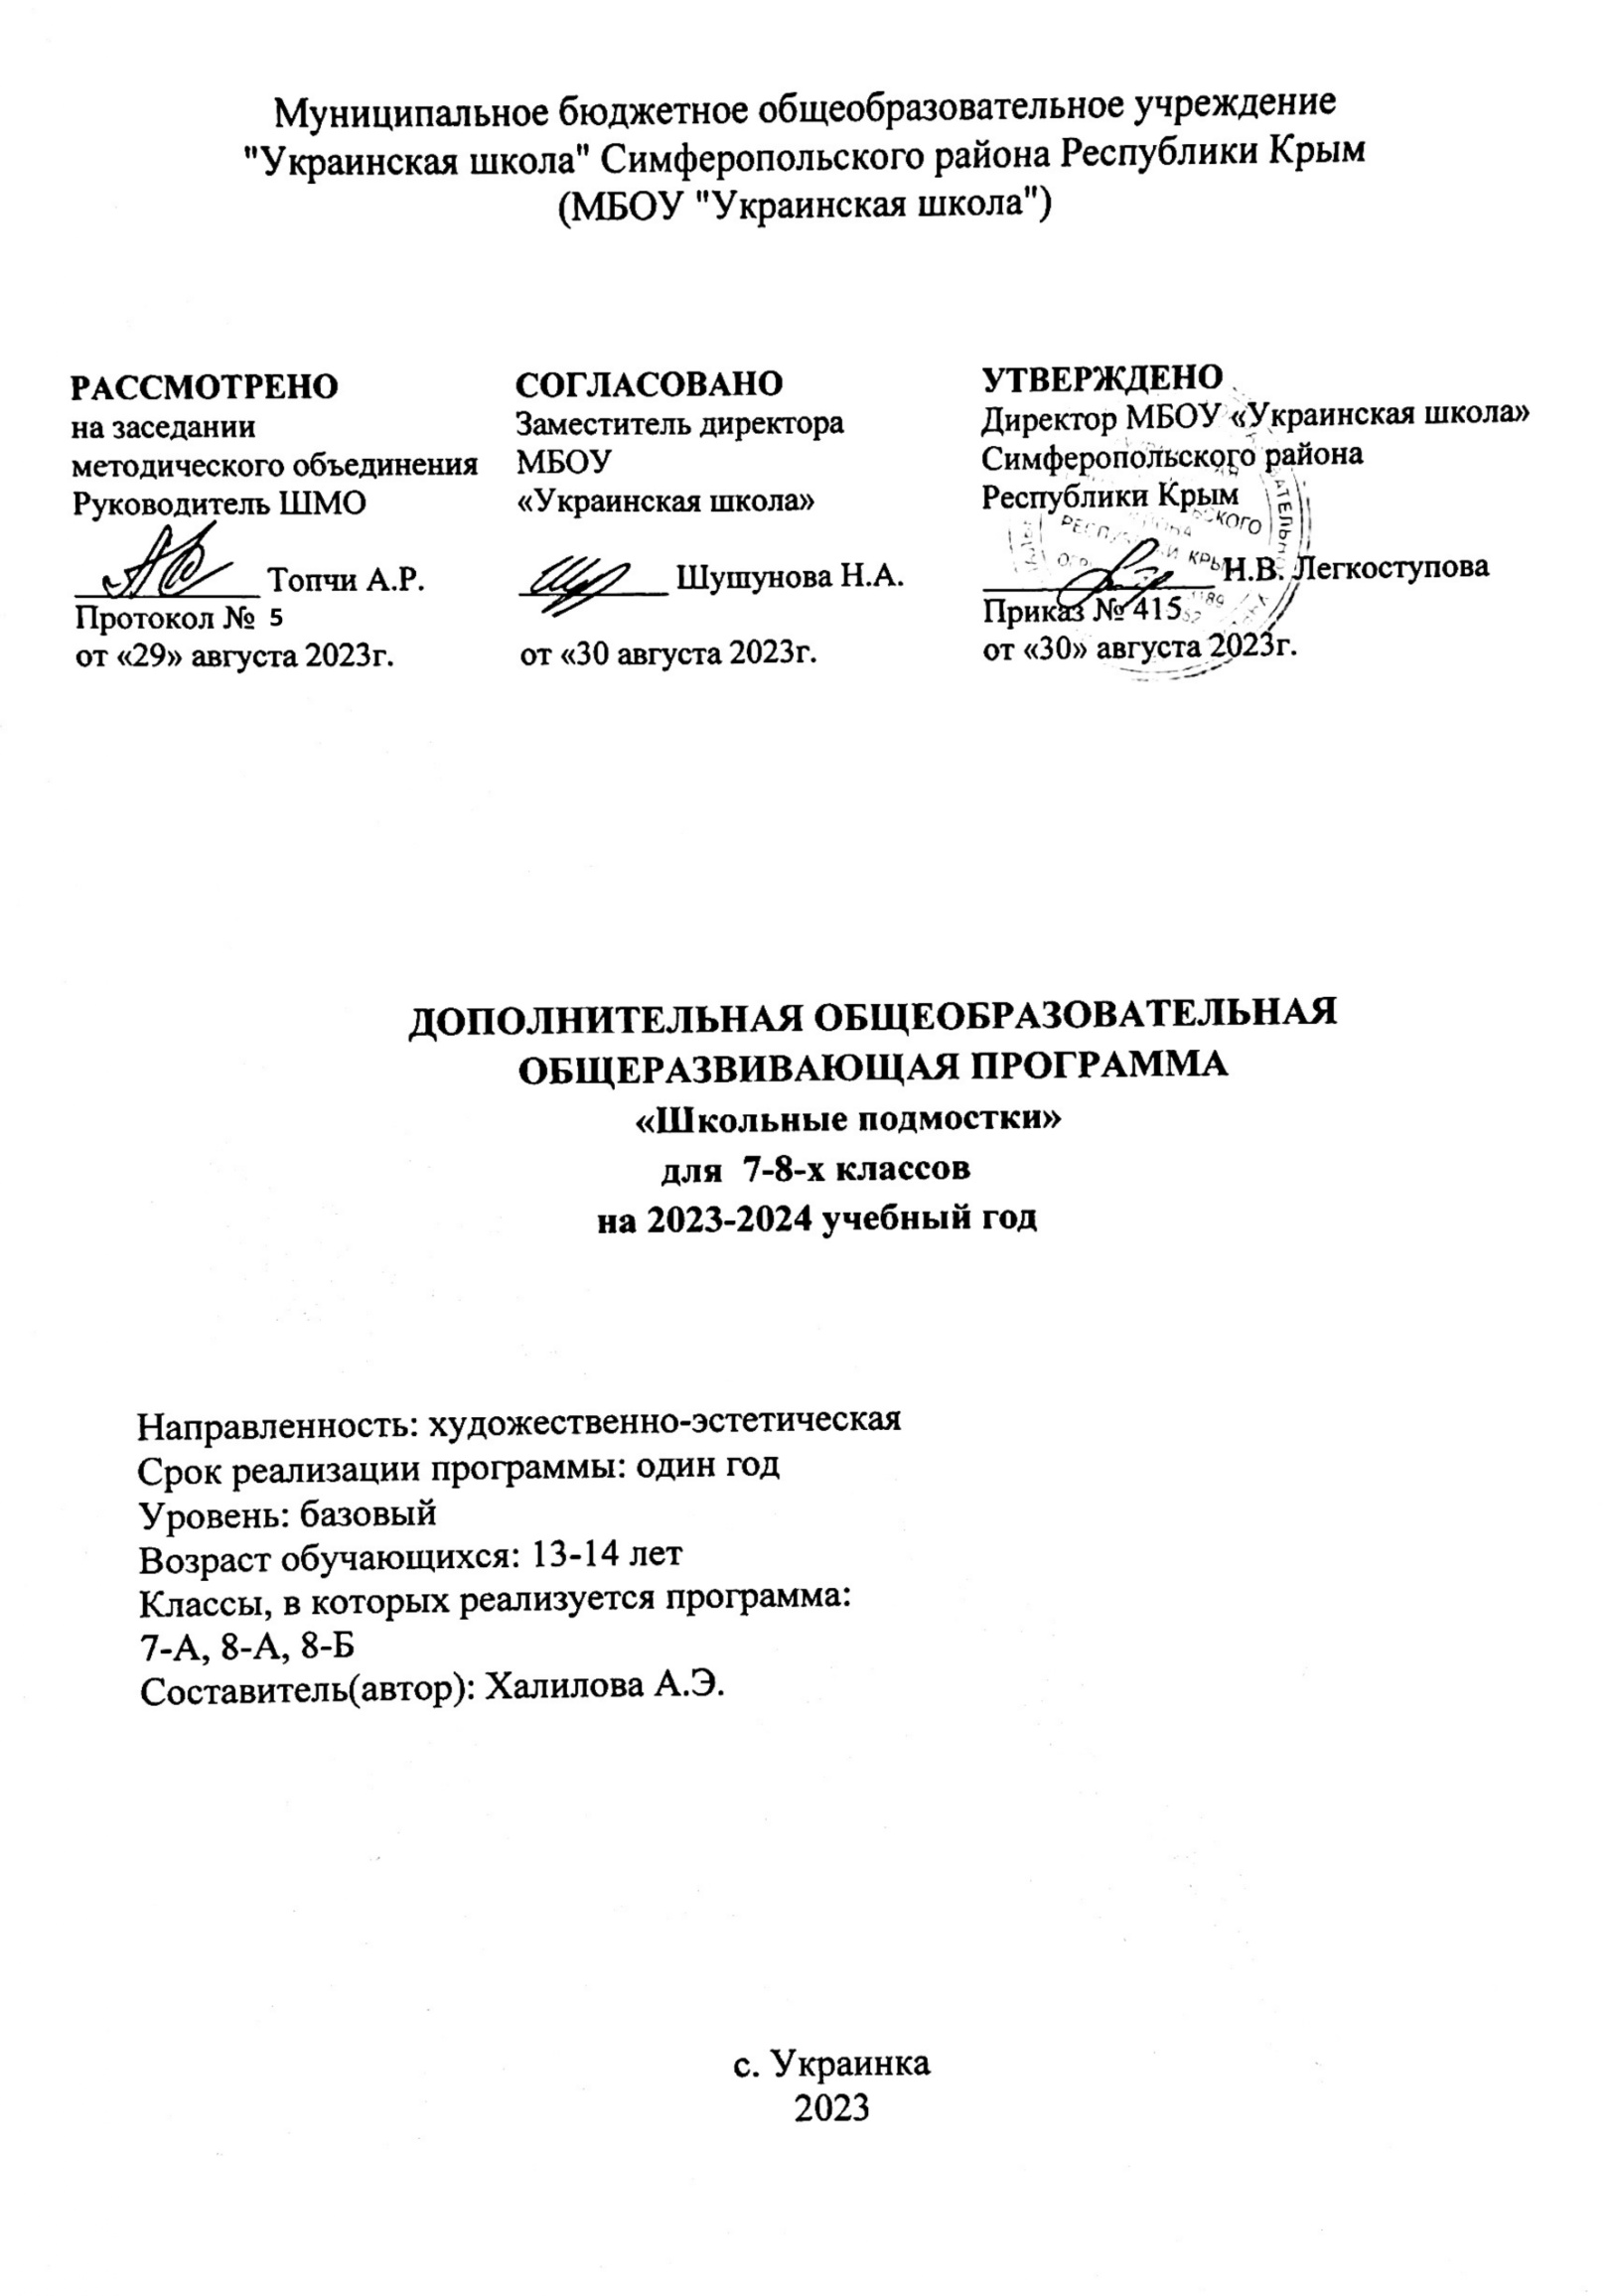 Муниципальное бюджетное общеобразовательное учреждение
"Украинская школа" Симферопольского района Республики Крым
(МБОУ "Украинская школа")
РАССМОТРЕНО
на заседании
методического объединения
Руководитель ШМО
Топчи А.Р.
Протокол № 5
от «29» августа 2023г.
СОГЛАСОВАНО
Заместитель директора
МБОУ
«Украинская школа»
Шушунова Н.А.
от «30 августа 2023г.
УТВЕРЖДЕНО
Директор МБОУ «Украинская школа»
Симферопольского района
Республики Крым
Н.В. Легкоступова
Приказ № 415
от «30» августа 2023г.
ДОПОЛНИТЕЛЬНАЯ ОБЩЕОБРАЗОВАТЕЛЬНАЯ
ОБЩЕРАЗВИВАЮЩАЯ ПРОГРАММА
«Школьные подмостки»
для 7-8-х классов
на 2023-2024 учебный год
Направленность: художественно-эстетическая
Срок реализации программы: один год
Уровень: базовый
Возраст обучающихся: 13-14 лет
Классы, в которых реализуется программа:
7-А, 8-А, 8-Б
Составитель(автор): Халилова А.Э.
с. Украинка
2023